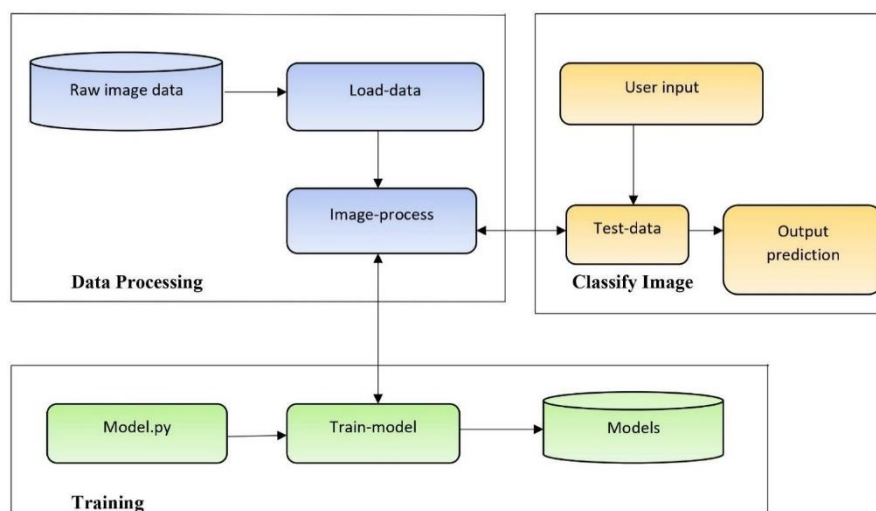 Raw image data
Load-data
Image-process
Data Processing
User input
Test-data
Output
prediction
Classify Image
Model.py
Train-model
Models
Training